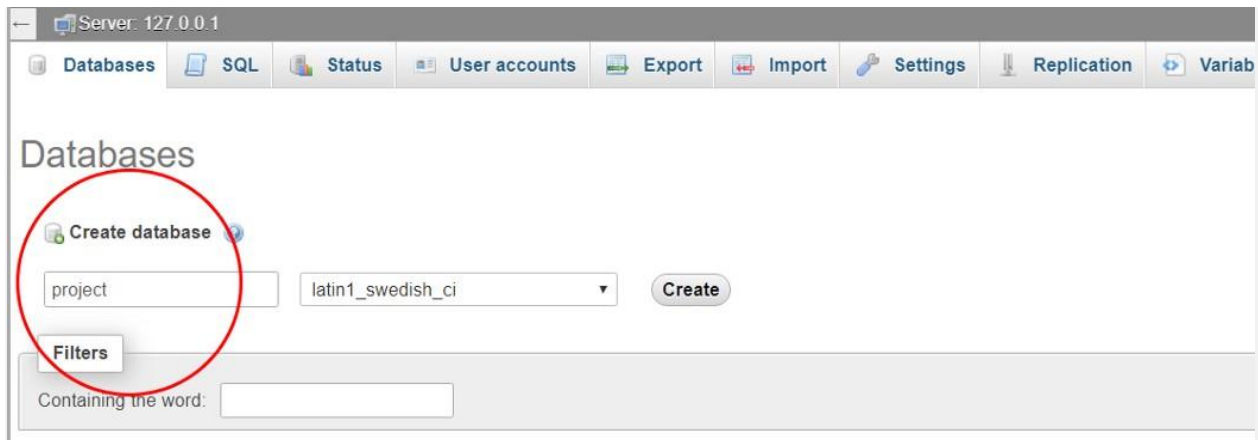 Server: 127.0.0.1
Databases SQL Status User accounts Export Import Settings Replication Variab
Databases
Create database
project latin1_swedish_ci Create
Filters
Containing the word: